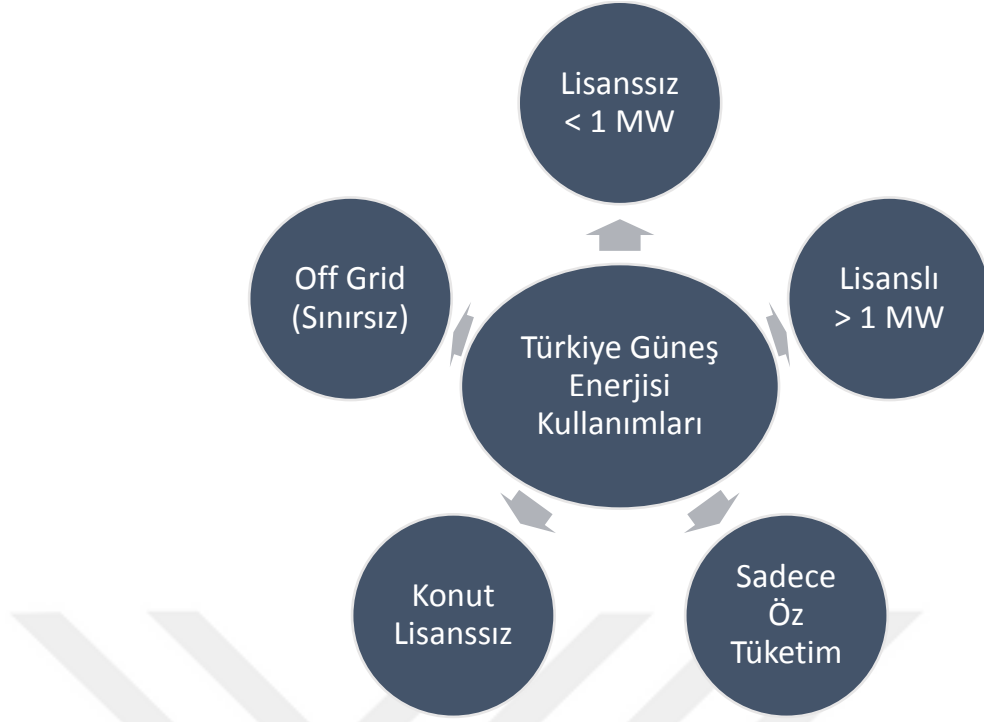 Lisanssız
< 1 MW
Off Grid
(Sınırsız)
Lisanslı
> 1 MW
Türkiye Güneş
Enerjisi
Kullanımları
Konut
Lisanssız
Sadece
Öz
Tüketim